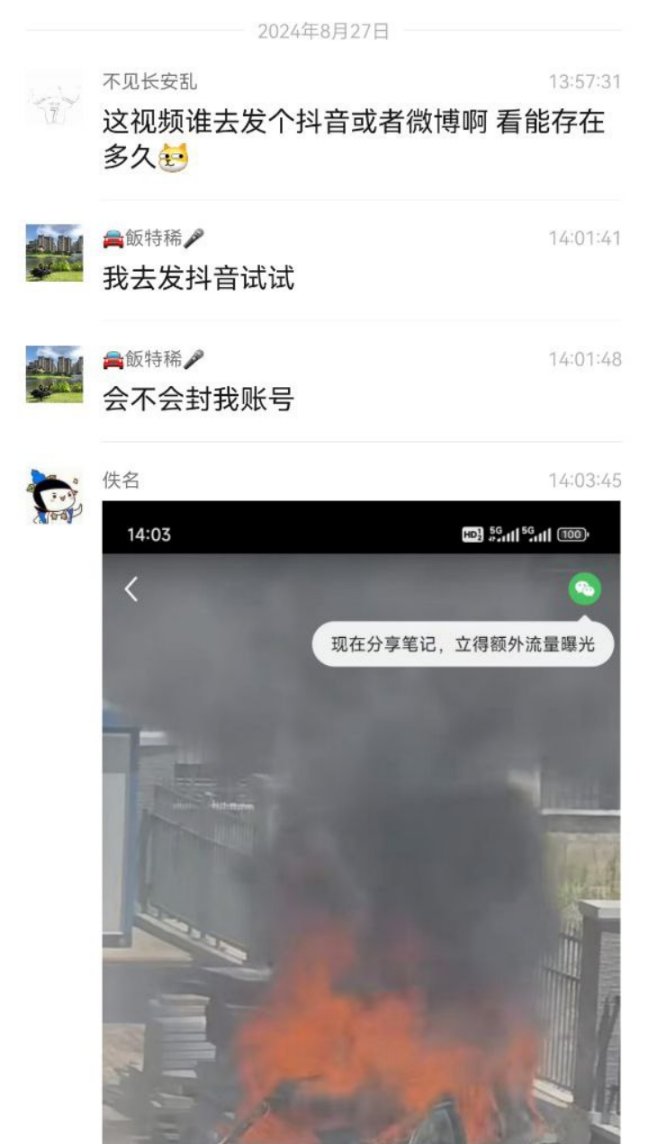 2024年8月27日
不见长安乱 13:57:31
这视频谁去发个抖音或者微博啊 看能存在
多久
🚘飯特稀🎤 14:01:41
我去发抖音试试
🚘飯特稀🎤 14:01:48
会不会封我账号
佚名 14:03:45
14:03 HD 5G 5G 100
现在分享笔记，立得额外流量曝光